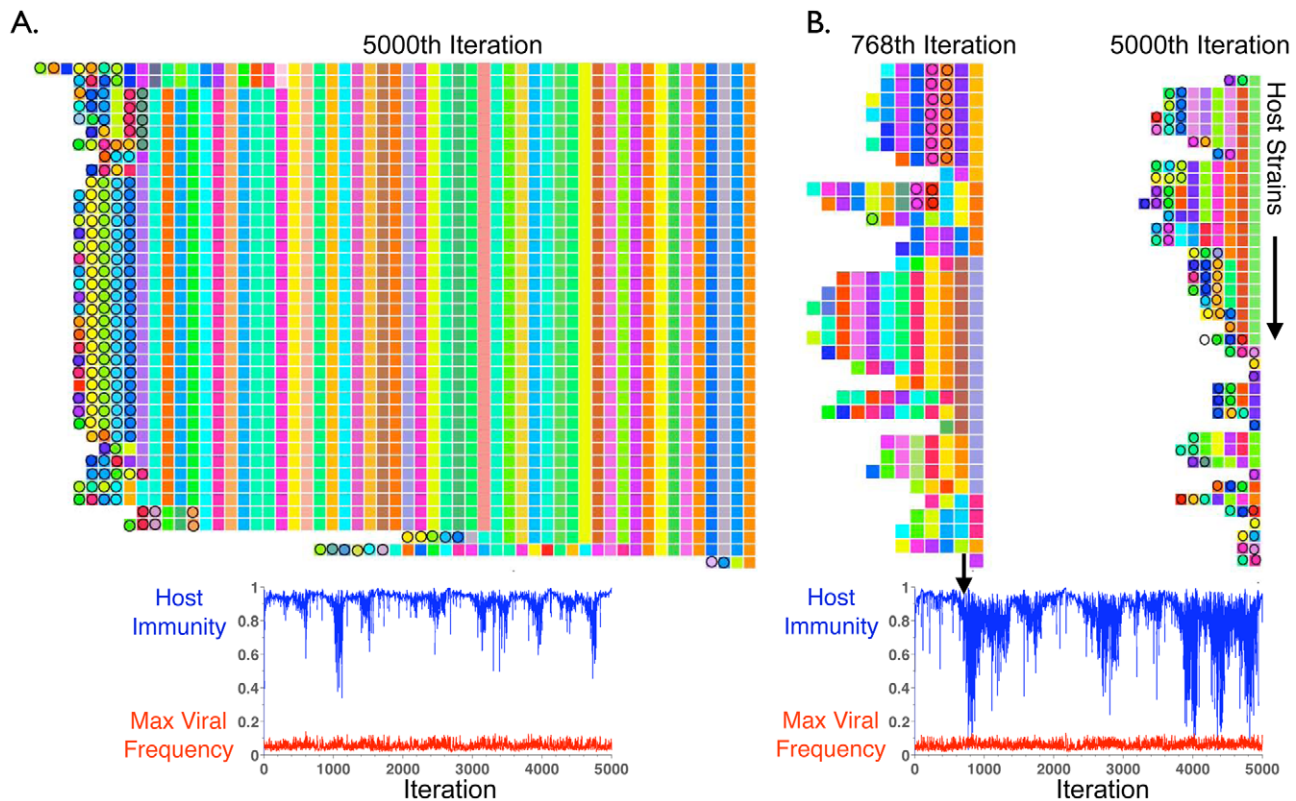 A.
5000th Iteration
Host
Immunity
Max Viral
Frequency
1
0.8
0.6
0.4
0.2
0
0
1000
2000
3000
4000
5000
Iteration
B.
768th Iteration
5000th Iteration
Host Strains
Host
Immunity
Max Viral
Frequency
1
0.8
0.6
0.4
0.2
0
0
1000
2000
3000
4000
5000
Iteration